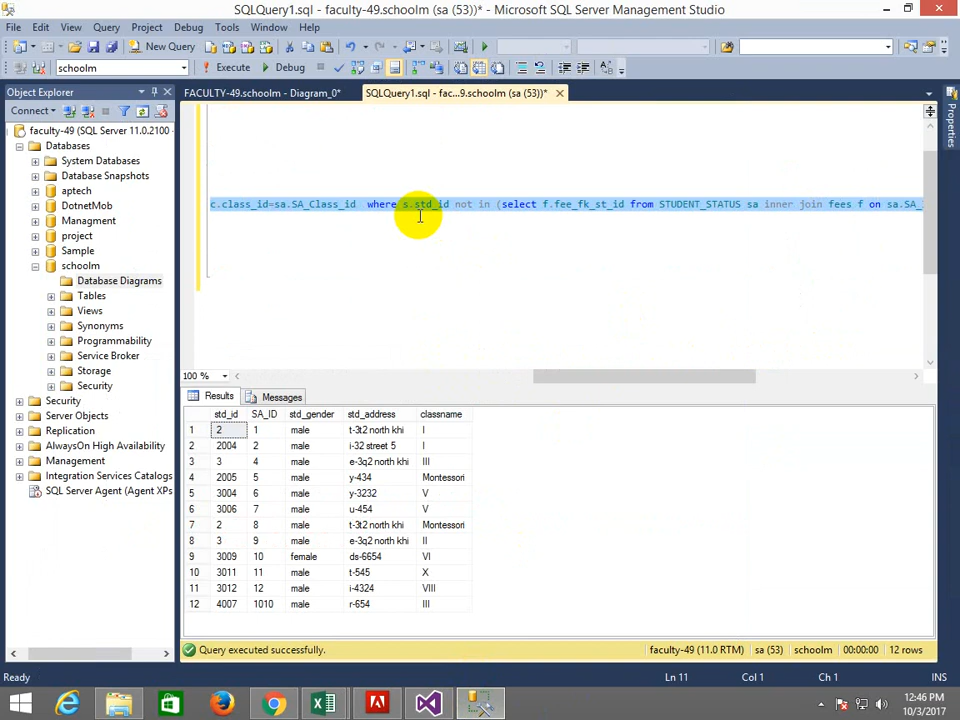 SQLQuery1.sql - faculty-49.schoolm (sa (53))* - Microsoft SQL Server Management Studio
File Edit View Query Project Debug Tools Window Help
New Query
schoolm Execute Debug
Object Explorer
FACULTY-49.schoolm - Diagram_0*
SQLQuery1.sql - fac...9.schoolm (sa (53))*
Properties
Connect
faculty-49 (SQL Server 11.0.2100
Databases
System Databases
Database Snapshots
aptech
DotnetMob
Managment
project
Sample
schoolm
Database Diagrams
Tables
Views
Synonyms
Programmability
Service Broker
Storage
Security
Security
Server Objects
Replication
AlwaysOn High Availability
Management
Integration Services Catalogs
SQL Server Agent (Agent XPs
c.class_id=sa.SA_Class_id where s.std_id not in (select f.fee_fk_st_id from STUDENT_STATUS sa inner join fees f on sa.SA_
100 %
Results Messages
std_id SA_ID std_gender std_address classname
1 2 1 male t-3t2 north khi I
2 2004 2 male i-32 street 5 I
3 3 4 male e-3q2 north khi III
4 2005 5 male y-434 Montessori
5 3004 6 male y-3232 V
6 3006 7 male u-454 V
7 2 8 male t-3t2 north khi Montessori
8 3 9 male e-3q2 north khi II
9 3009 10 female ds-6654 VI
10 3011 11 male t-545 X
11 3012 12 male i-4324 VIII
12 4007 1010 male r-654 III
Query executed successfully.
faculty-49 (11.0 RTM) sa (53) schoolm 00:00:00 12 rows
Ready Ln 11 Col 1 Ch 1 INS
12:46 PM
10/3/2017